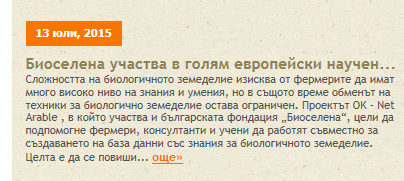 13 юли, 2015
Биоселена участва в голям европейски научен...
Сложността на биологичното земеделие изисква от фермерите да имат
много високо ниво на знания и умения, но в същото време обменът на
техники за биологично земеделие остава ограничен. Проектът OK - Net
Arable , в който участва и българската фондация „Биоселена“, цели да
подпомогне фермери, консултанти и учени да работят съвместно за
създаването на база данни със знания за биологичното земеделие.
Целта е да се повиши... още»